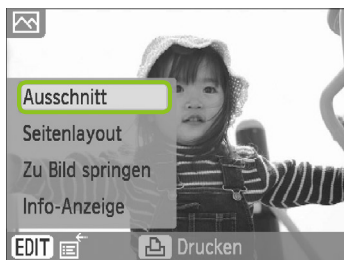 Ausschnitt
Seitenlayout
Zu Bild springen
Info-Anzeige
EDIT Drucken